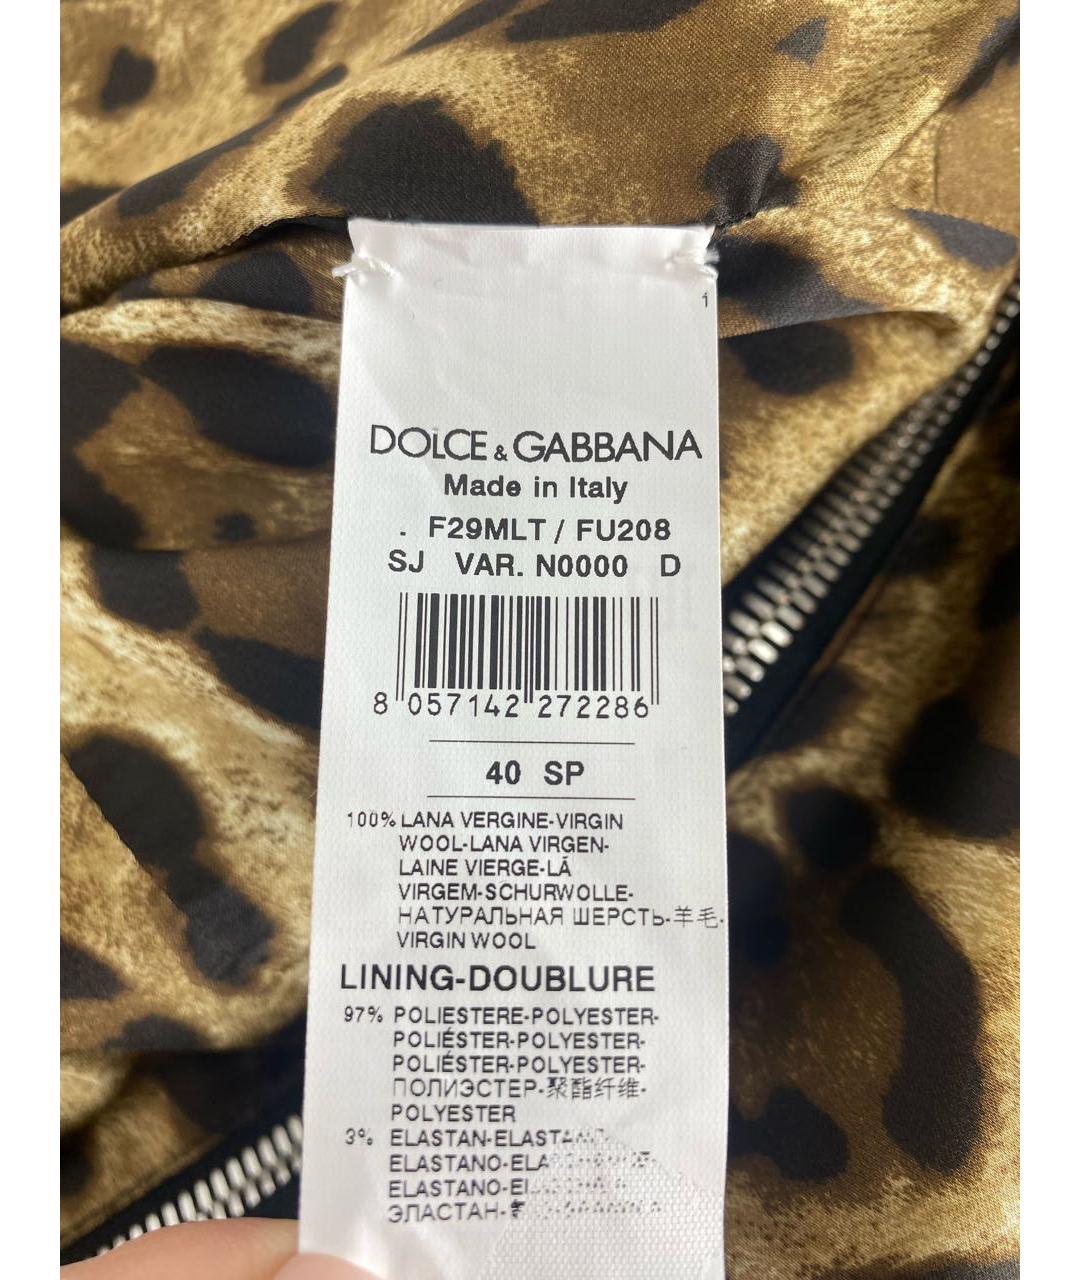 1
DOLCE & GABBANA
Made in Italy
. F29MLT / FU208
SJ VAR. N0000 D
8 057142 272286
40 SP
100% LANA VERGINE-VIRGIN
WOOL-LANA VIRGEN-
LAINE VIERGE-LÃ
VIRGEM-SCHURWOLLE-
НАТУРАЛЬНАЯ ШЕРСТЬ-羊毛-
VIRGIN WOOL
LINING-DOUBLURE
97% POLIESTERE-POLYESTER-
POLIÉSTER-POLYESTER-
POLIÉSTER-POLYESTER-
ПОЛИЭСТЕР-聚酯纤维-
POLYESTER
3% ELASTAN-
ELASTANO-
ELASTANO-
ЭЛАСТАН-